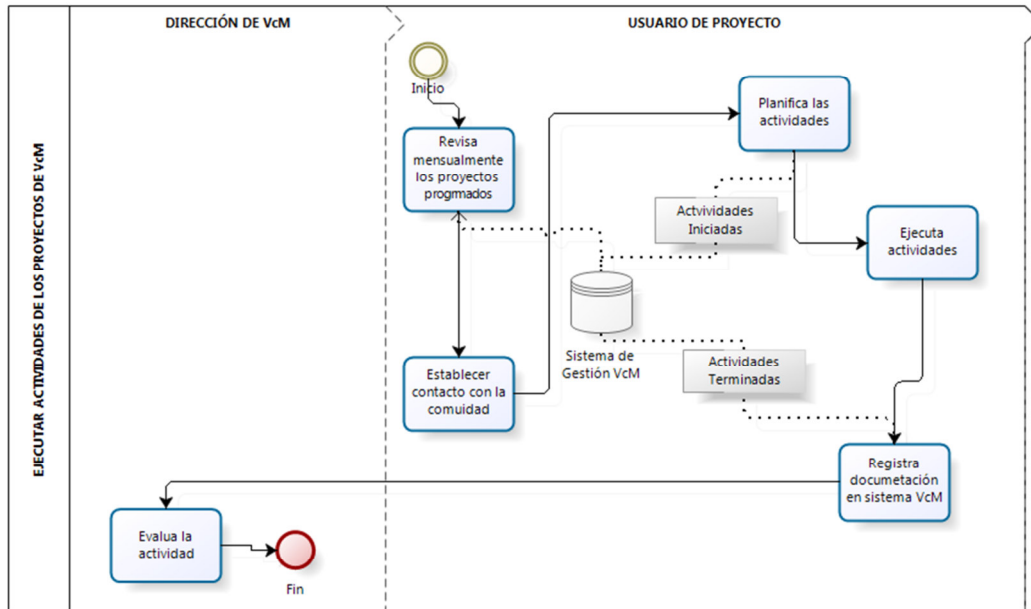 EJECUTAR ACTIVIDADES DE LOS PROYECTOS DE VcM
DIRECCIÓN DE VcM
USUARIO DE PROYECTO
Inicio
Revisa
mensualmente
los proyectos
progrmados
Planifica las
actividades
Actvividades
Iniciadas
Ejecuta
actividades
Sistema de
Gestión VcM
Actividades
Terminadas
Establecer
contacto con la
comuidad
Registra
documetación
en sistema VcM
Evalua la
actividad
Fin